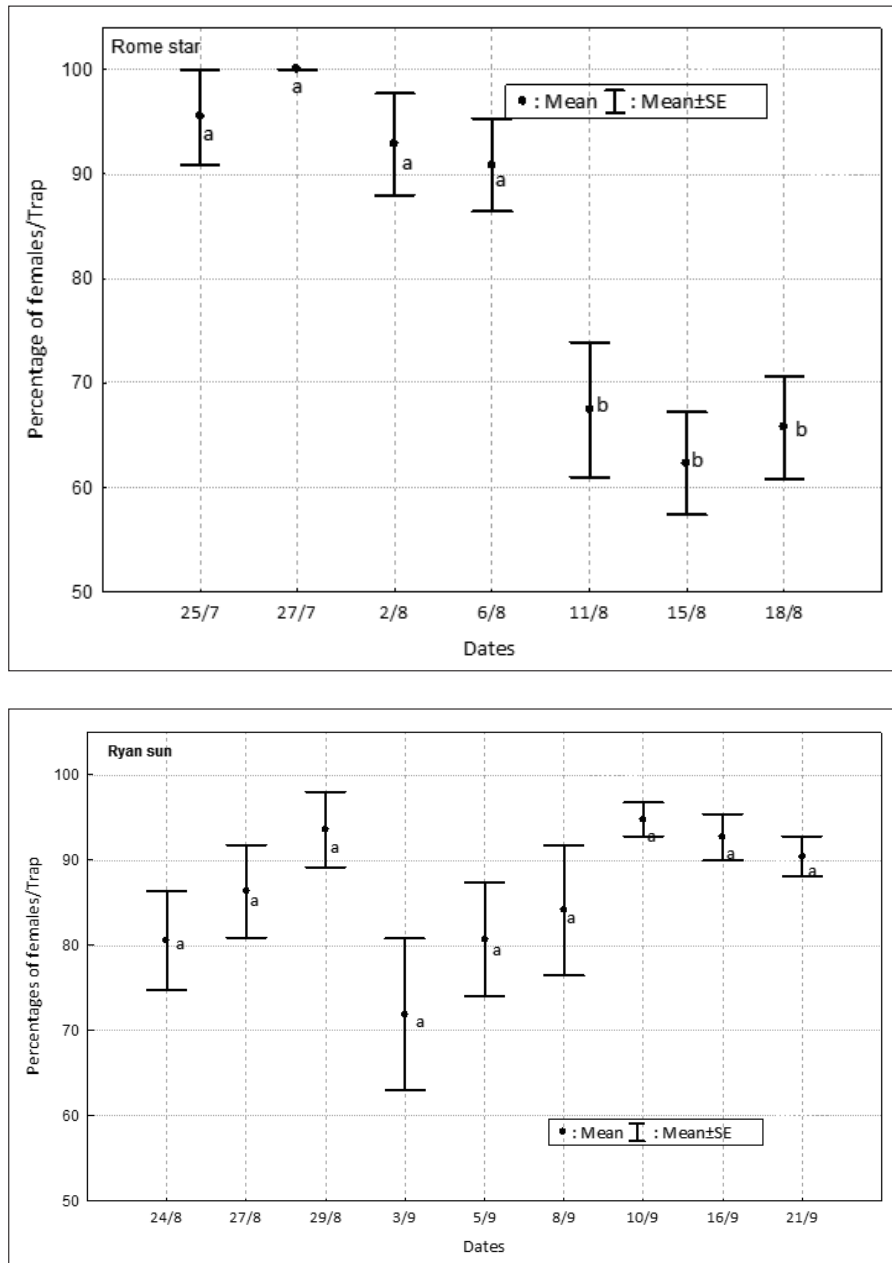 Rome star
100
90
80
70
60
50
Percentage of females/Trap
: Mean : Mean±SE
a
a
a
a
b
b
b
25/7 27/7 2/8 6/8 11/8 15/8 18/8
Dates
Ryan sun
100
90
80
70
60
50
Percentages of females/Trap
a
a
a
a
a
a
a
a
a
: Mean : Mean±SE
24/8 27/8 29/8 3/9 5/9 8/9 10/9 16/9 21/9
Dates